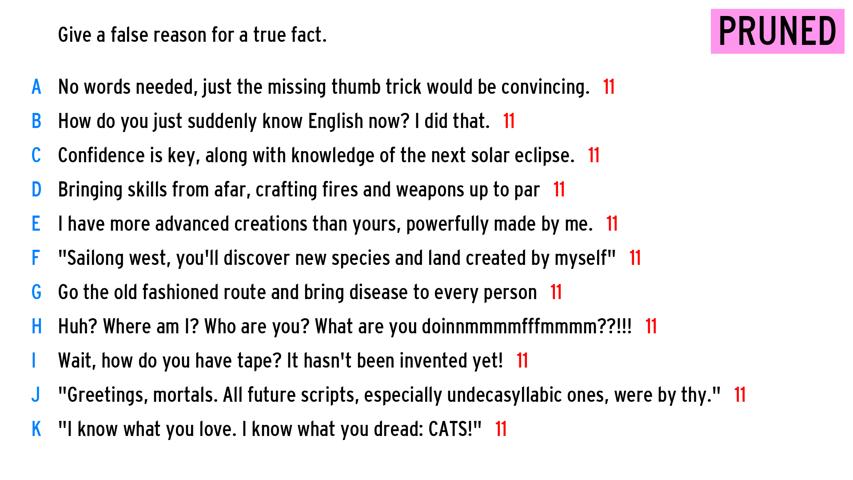 Give a false reason for a true fact.
PRUNED
A No words needed, just the missing thumb trick would be convincing. 11
B How do you just suddenly know English now? I did that. 11
C Confidence is key, along with knowledge of the next solar eclipse. 11
D Bringing skills from afar, crafting fires and weapons up to par 11
E I have more advanced creations than yours, powerfully made by me. 11
F "Sailong west, you'll discover new species and land created by myself" 11
G Go the old fashioned route and bring disease to every person 11
H Huh? Where am I? Who are you? What are you doinnmmmmfffmmmm??!!! 11
I Wait, how do you have tape? It hasn't been invented yet! 11
J "Greetings, mortals. All future scripts, especially undecasyllabic ones, were by thy." 11
K "I know what you love. I know what you dread: CATS!" 11